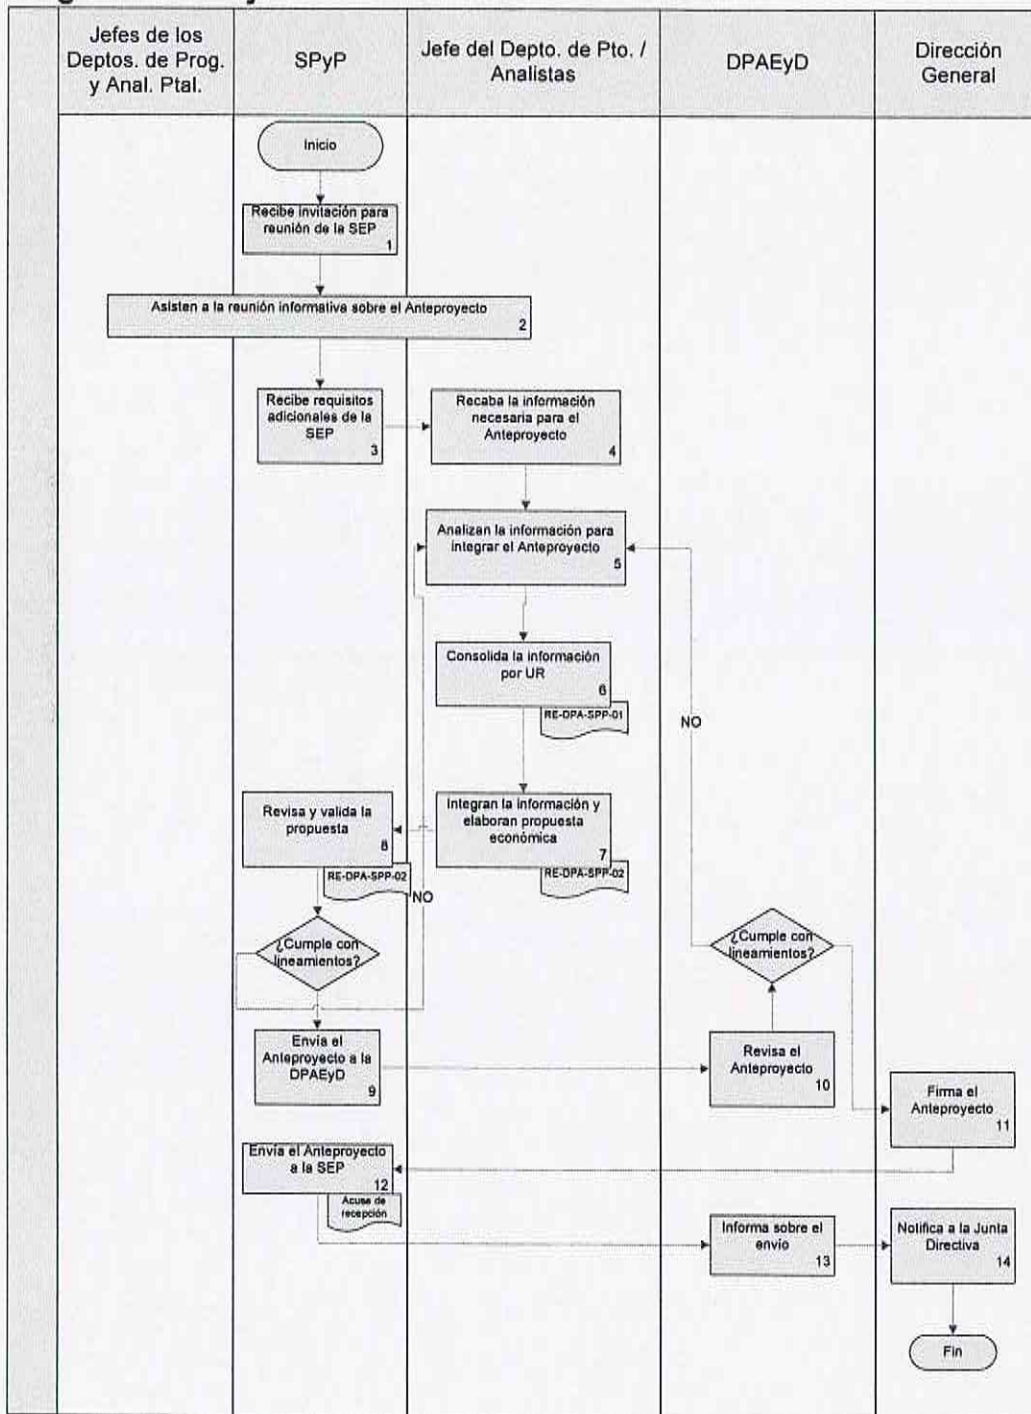 Jefes de los
Deptos. de Prog.
y Anal. Ptal.
SPyP
Jefe del Depto. de Pto. /
Analistas
DPAEyD
Dirección
General
Inicio
Recibe invitación para
reunión de la SEP
1
Asisten a la reunión informativa sobre el Anteproyecto
2
Recibe requisitos
adicionales de la
SEP
3
Recaba la información
necesaria para el
Anteproyecto
4
Analizan la información para
integrar el Anteproyecto
5
Consolida la información
por UR
6
RE-DPA-SPP-01
NO
Revisa y valida la
propuesta
8
RE-DPA-SPP-02
Integran la información y
elaboran propuesta
económica
7
RE-DPA-SPP-02
NO
¿Cumple con
lineamientos?
¿Cumple con
lineamientos?
Envía el
Anteproyecto a la
DPAEyD
9
Revisa el
Anteproyecto
10
Firma el
Anteproyecto
11
Envía el Anteproyecto
a la SEP
12
Acuse de
recepción
Informa sobre el
envío
13
Notifica a la Junta
Directiva
14
Fin